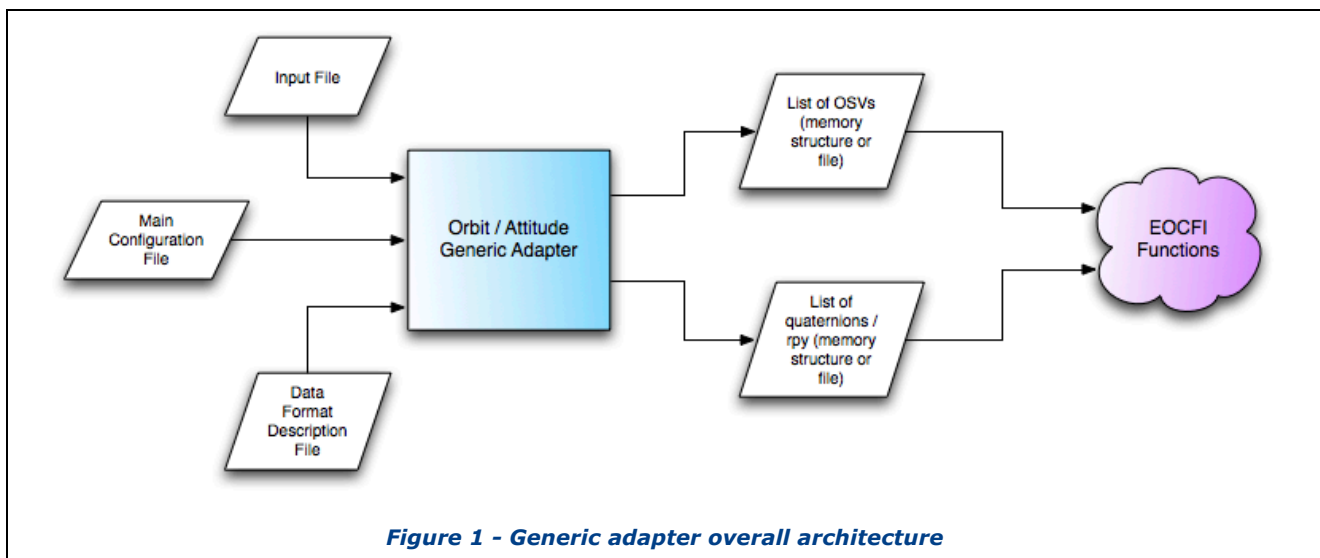 Input File
Main
Configuration
File
Data
Format
Description
File
Orbit / Attitude
Generic Adapter
List of OSVs
(memory
structure or
file)
List of
quaternions /
rpy (memory
structure or
file)
EOCFI
Functions
Figure 1 - Generic adapter overall architecture